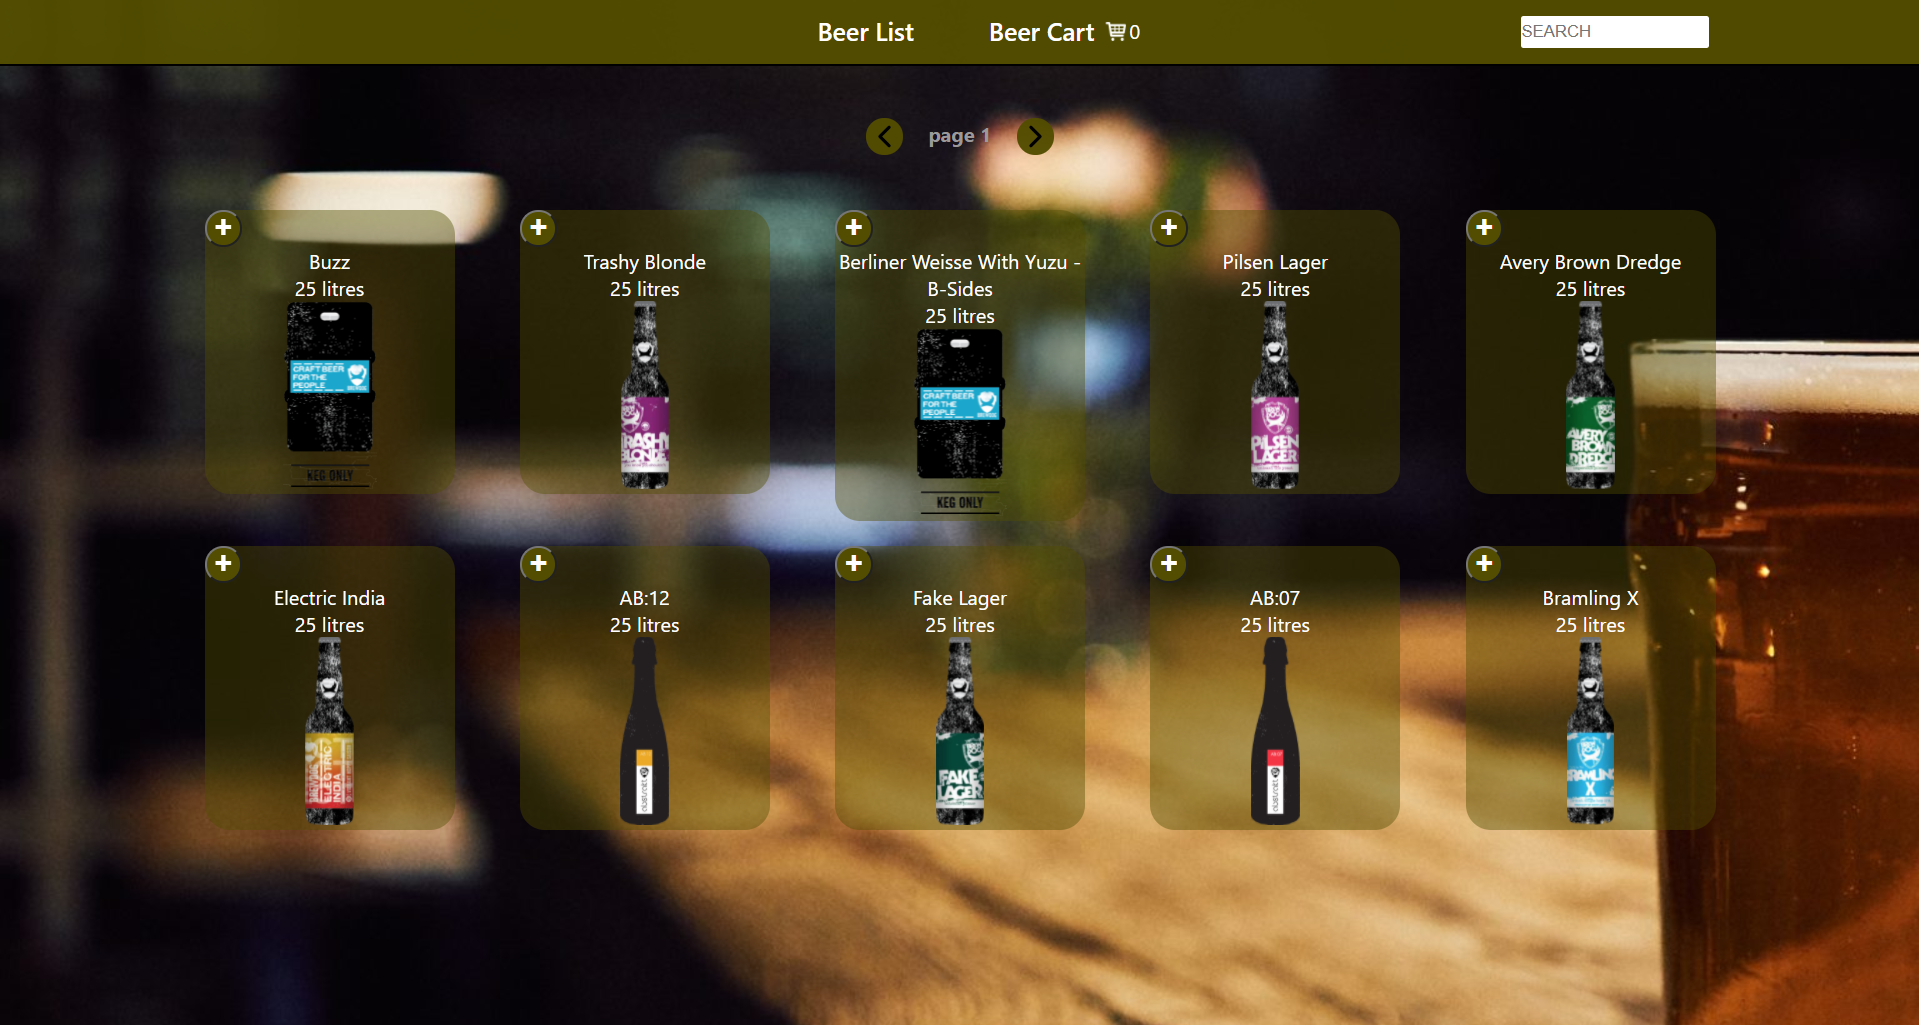 Beer List
Beer Cart 0
SEARCH
page 1
Buzz
25 litres
CRAFT BEER
FOR THE
PEOPLE
KEG ONLY
Trashy Blonde
25 litres
TRASHY
BLONDE
Berliner Weisse With Yuzu -
B-Sides
25 litres
CRAFT BEER
FOR THE
PEOPLE
KEG ONLY
Pilsen Lager
25 litres
PILSEN
LAGER
Avery Brown Dredge
25 litres
AVERY
BROWN
DREDGE
Electric India
25 litres
ELECTRIC
INDIA
AB:12
25 litres
Fake Lager
25 litres
FAKE
LAGER
AB:07
25 litres
Bramling X
25 litres
BRAMLING
X